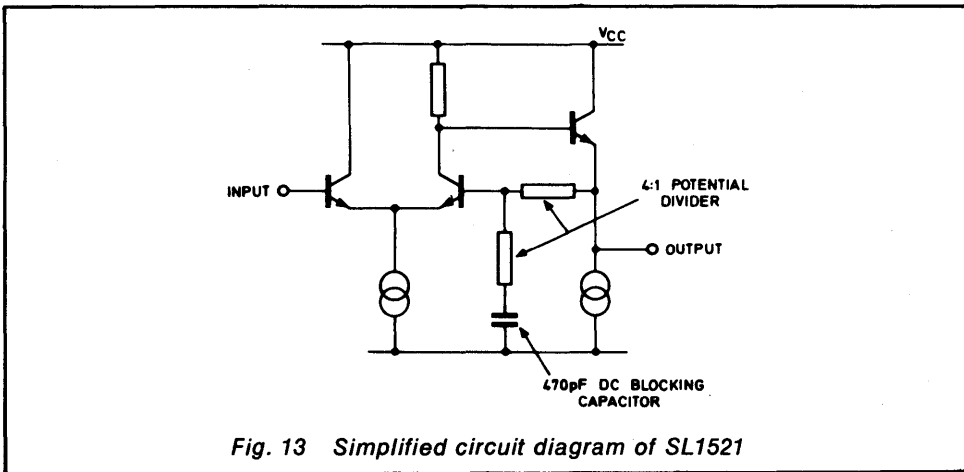 VCC
INPUT
4:1 POTENTIAL
DIVIDER
OUTPUT
470pF DC BLOCKING
CAPACITOR
Fig. 13 Simplified circuit diagram of SL1521